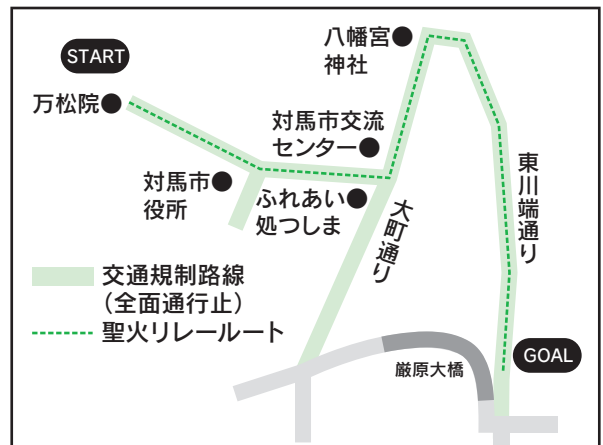 START
万松院●
八幡宮●
神社
対馬市交流
センター●
対馬市●
役所
ふれあい●
処つしま
大町通り
東川端通り
交通規制路線
（全面通行止）
聖火リレールート
厳原大橋
GOAL